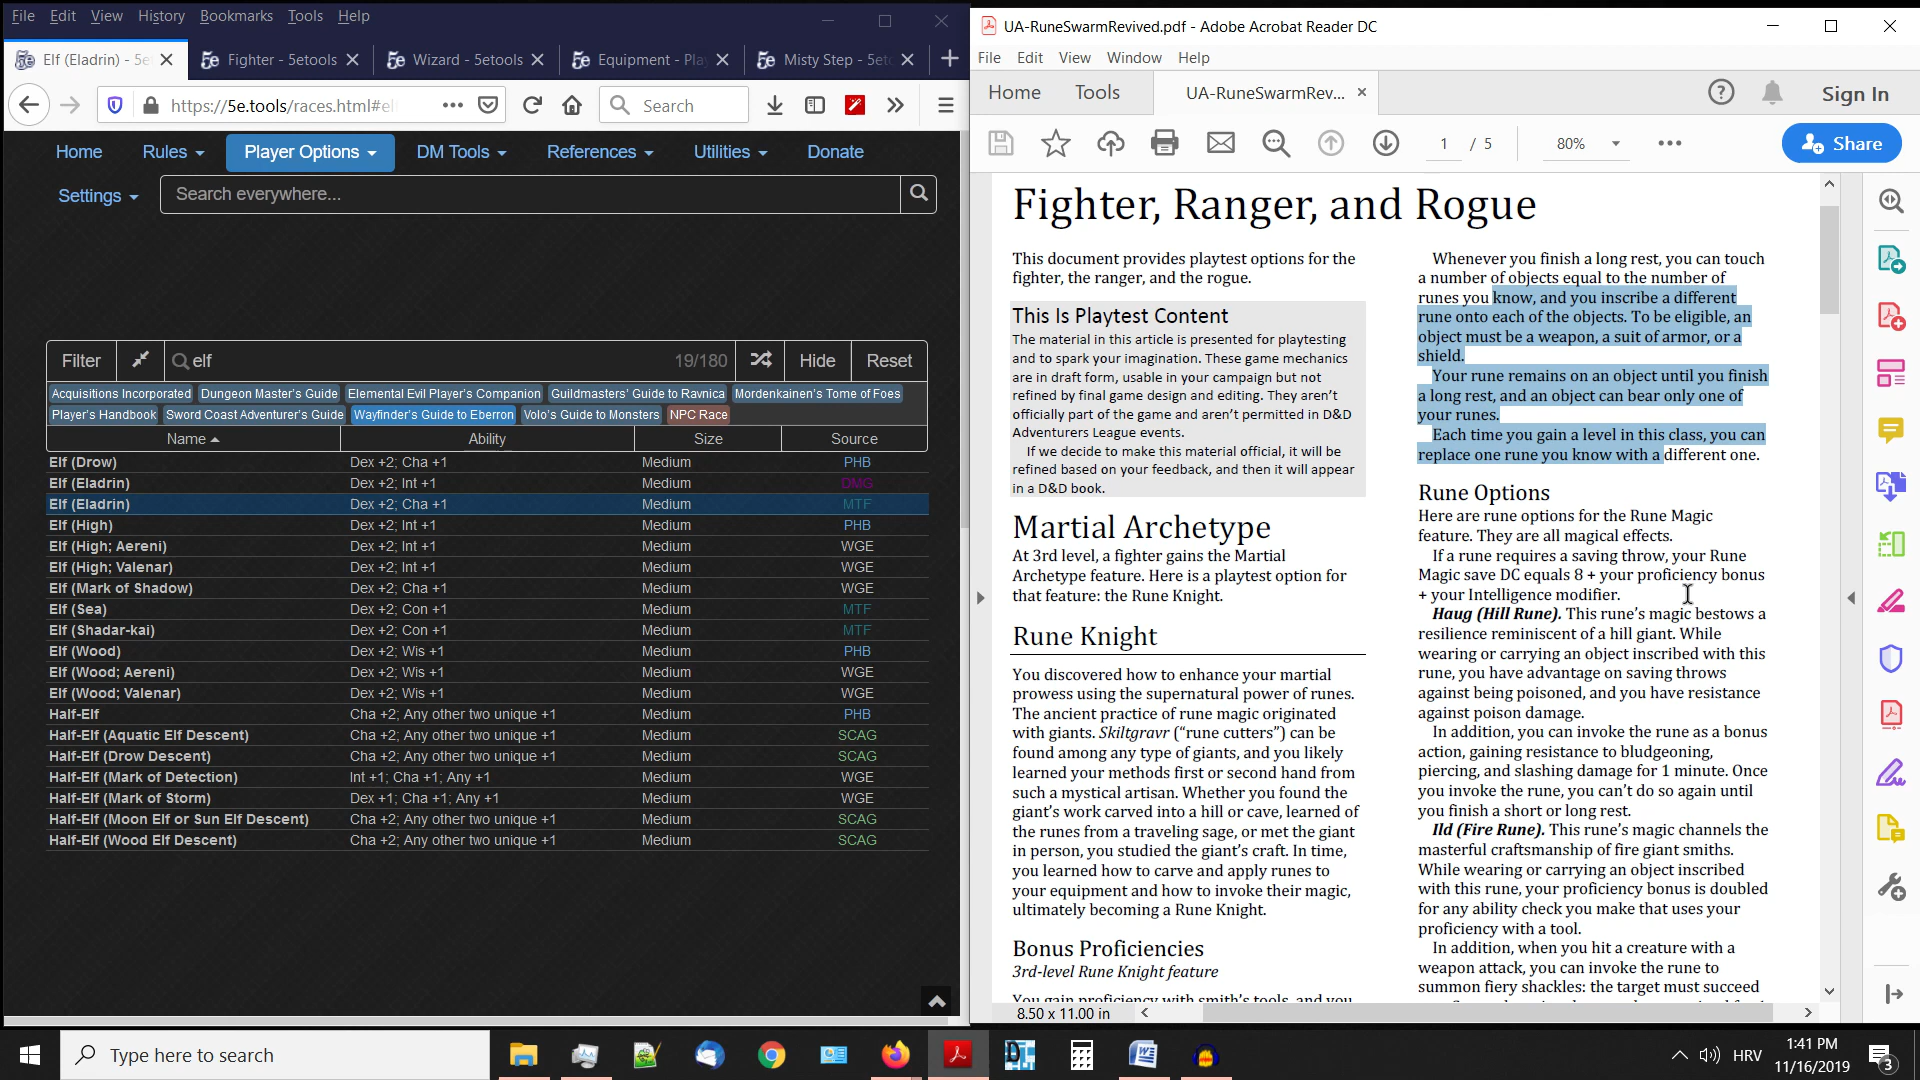 File Edit View History Bookmarks Tools Help
Elf (Eladrin) - 5e
Fighter - 5etools
Wizard - 5etools
Equipment - Play
Misty Step - 5eto
https://5e.tools/races.html#el
Search
Home Rules Player Options DM Tools References Utilities Donate
Settings Search everywhere...
Filter elf 19/180 Hide Reset
Acquisitions Incorporated Dungeon Master's Guide Elemental Evil Player's Companion Guildmasters' Guide to Ravnica Mordenkainen's Tome of Foes
Player's Handbook Sword Coast Adventurer's Guide Wayfinder's Guide to Eberron Volo's Guide to Monsters NPC Race
Name Ability Size Source
Elf (Drow) Dex +2; Cha +1 Medium PHB
Elf (Eladrin) Dex +2; Int +1 Medium DMG
Elf (Eladrin) Dex +2; Cha +1 Medium MTF
Elf (High) Dex +2; Int +1 Medium PHB
Elf (High; Aereni) Dex +2; Int +1 Medium WGE
Elf (High; Valenar) Dex +2; Int +1 Medium WGE
Elf (Mark of Shadow) Dex +2; Cha +1 Medium WGE
Elf (Sea) Dex +2; Con +1 Medium MTF
Elf (Shadar-kai) Dex +2; Con +1 Medium MTF
Elf (Wood) Dex +2; Wis +1 Medium PHB
Elf (Wood; Aereni) Dex +2; Wis +1 Medium WGE
Elf (Wood; Valenar) Dex +2; Wis +1 Medium WGE
Half-Elf Cha +2; Any other two unique +1 Medium PHB
Half-Elf (Aquatic Elf Descent) Cha +2; Any other two unique +1 Medium SCAG
Half-Elf (Drow Descent) Cha +2; Any other two unique +1 Medium SCAG
Half-Elf (Mark of Detection) Int +1; Cha +1; Any +1 Medium WGE
Half-Elf (Mark of Storm) Dex +1; Cha +1; Any +1 Medium WGE
Half-Elf (Moon Elf or Sun Elf Descent) Cha +2; Any other two unique +1 Medium SCAG
Half-Elf (Wood Elf Descent) Cha +2; Any other two unique +1 Medium SCAG
UA-RuneSwarmRevived.pdf - Adobe Acrobat Reader DC
File Edit View Window Help
Home Tools UA-RuneSwarmRev... Sign In
1 / 5 80% Share
Fighter, Ranger, and Rogue
This document provides playtest options for the
fighter, the ranger, and the rogue.
This Is Playtest Content
The material in this article is presented for playtesting
and to spark your imagination. These game mechanics
are in draft form, usable in your campaign but not
refined by final game design and editing. They aren't
officially part of the game and aren't permitted in D&D
Adventurers League events.
If we decide to make this material official, it will be
refined based on your feedback, and then it will appear
in a D&D book.
Martial Archetype
At 3rd level, a fighter gains the Martial
Archetype feature. Here is a playtest option for
that feature: the Rune Knight.
Rune Knight
You discovered how to enhance your martial
prowess using the supernatural power of runes.
The ancient practice of rune magic originated
with giants. Skiltgravr ("rune cutters") can be
found among any type of giants, and you likely
learned your methods first or second hand from
such a mystical artisan. Whether you found the
giant's work carved into a hill or cave, learned of
the runes from a traveling sage, or met the giant
in person, you studied the giant's craft. In time,
you learned how to carve and apply runes to
your equipment and how to invoke their magic,
ultimately becoming a Rune Knight.
Bonus Proficiencies
3rd-level Rune Knight feature
You gain proficiency with smith's tools, and you
Whenever you finish a long rest, you can touch
a number of objects equal to the number of
runes you know, and you inscribe a different
rune onto each of the objects. To be eligible, an
object must be a weapon, a suit of armor, or a
shield.
Your rune remains on an object until you finish
a long rest, and an object can bear only one of
your runes.
Each time you gain a level in this class, you can
replace one rune you know with a different one.
Rune Options
Here are rune options for the Rune Magic
feature. They are all magical effects.
If a rune requires a saving throw, your Rune
Magic save DC equals 8 + your proficiency bonus
+ your Intelligence modifier.
Haug (Hill Rune). This rune's magic bestows a
resilience reminiscent of a hill giant. While
wearing or carrying an object inscribed with this
rune, you have advantage on saving throws
against being poisoned, and you have resistance
against poison damage.
In addition, you can invoke the rune as a bonus
action, gaining resistance to bludgeoning,
piercing, and slashing damage for 1 minute. Once
you invoke the rune, you can't do so again until
you finish a short or long rest.
Ild (Fire Rune). This rune's magic channels the
masterful craftsmanship of fire giant smiths.
While wearing or carrying an object inscribed
with this rune, your proficiency bonus is doubled
for any ability check you make that uses your
proficiency with a tool.
In addition, when you hit a creature with a
weapon attack, you can invoke the rune to
summon fiery shackles: the target must succeed
8.50 x 11.00 in
Type here to search
HRV
1:41 PM
11/16/2019
3